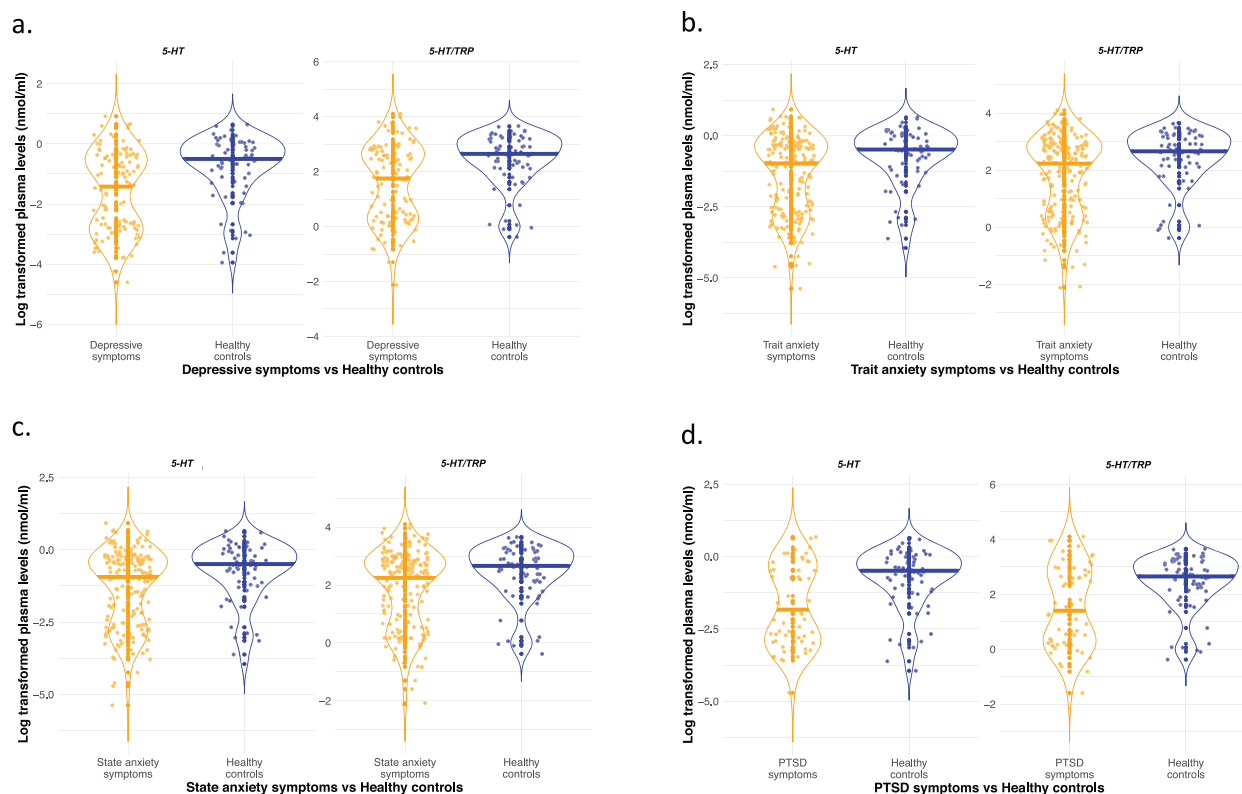 a.
5-HT
5-HT/TRP
Log transformed plasma levels (nmol/ml)
2
0
−2
−4
−6
6
4
2
0
−2
−4
Depressive symptoms
Healthy controls
Depressive symptoms
Healthy controls
Depressive symptoms vs Healthy controls
b.
5-HT
5-HT/TRP
Log transformed plasma levels (nmol/ml)
2.5
0.0
−2.5
−5.0
4
2
0
−2
Trait anxiety symptoms
Healthy controls
Trait anxiety symptoms
Healthy controls
Trait anxiety symptoms vs Healthy controls
c.
5-HT
5-HT/TRP
Log transformed plasma levels (nmol/ml)
2.5
0.0
−2.5
−5.0
4
2
0
−2
State anxiety symptoms
Healthy controls
State anxiety symptoms
Healthy controls
State anxiety symptoms vs Healthy controls
d.
5-HT
5-HT/TRP
Log transformed plasma levels (nmol/ml)
2.5
0.0
−2.5
−5.0
6
4
2
0
−2
PTSD symptoms
Healthy controls
PTSD symptoms
Healthy controls
PTSD symptoms vs Healthy controls